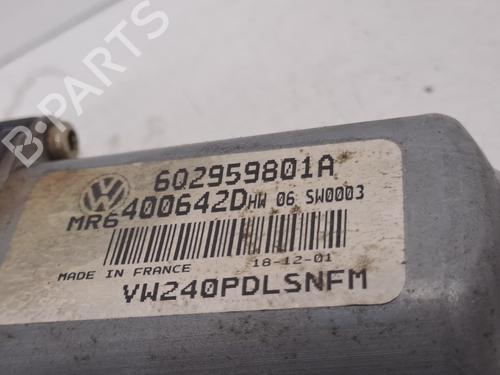 B-PARTS
6Q2959801A
MR6400642D HW 06 SW0003
18-12-01
MADE IN FRANCE
VW240PDLSNFM